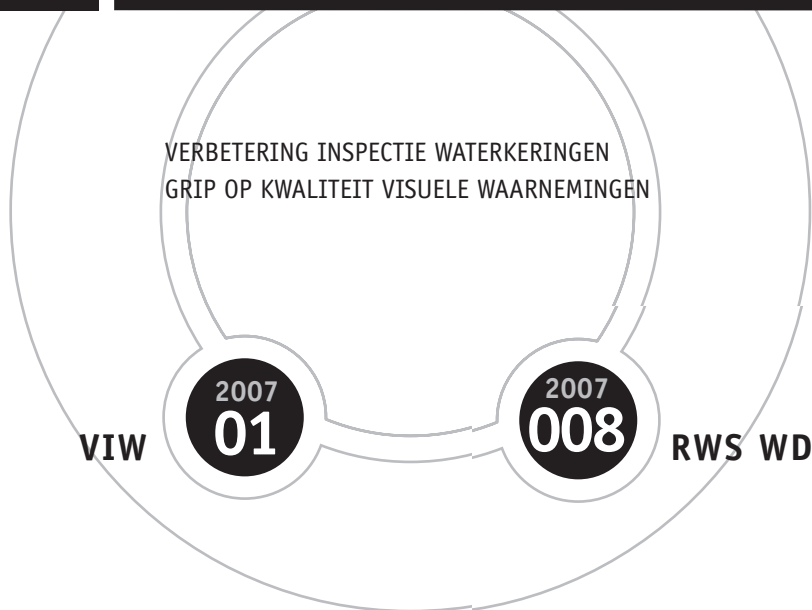 VERBETERING INSPECTIE WATERKERINGEN
GRIP OP KWALITEIT VISUELE WAARNEMINGEN
2007
01
VIW
2007
008
RWS WD